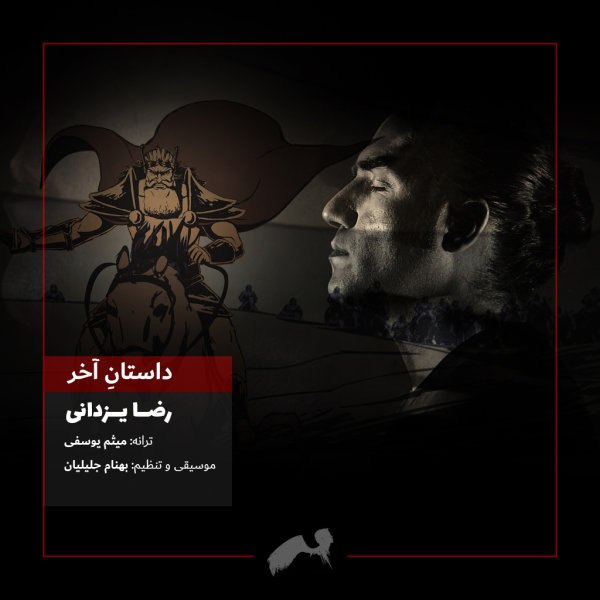 داستانِ آخر
رضا یزدانی
ترانه: میثم یوسفی
موسیقی و تنظیم: بهنام جلیلیان